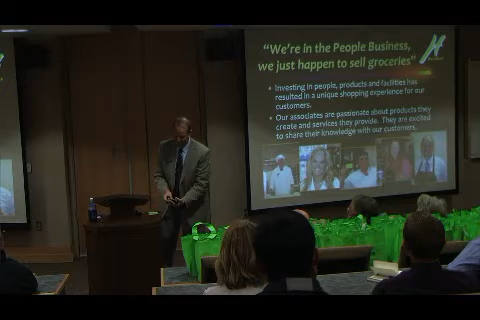 “We’re in the People Business,
we just happen to sell groceries”
• Investing in people, products and facilities has
resulted in a unique shopping experience for our
customers.
• Our associates are passionate about products they
create and services they provide. They are excited
to share their knowledge with our customers.